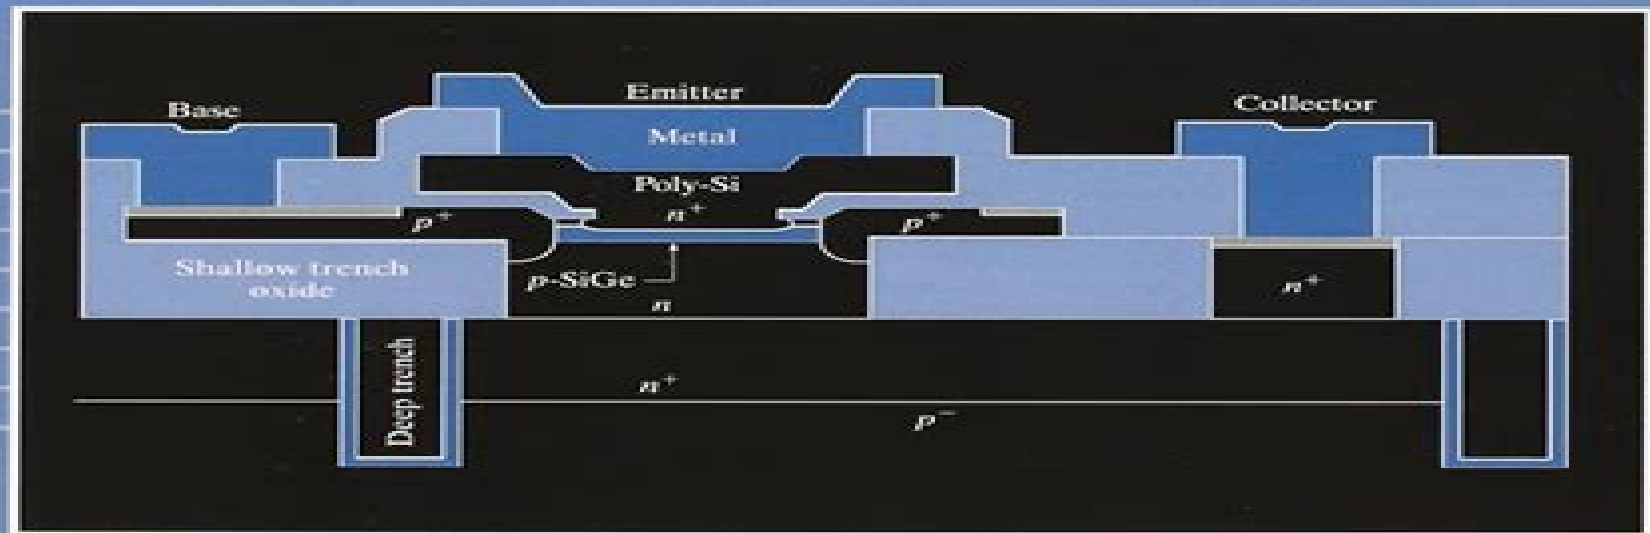 Base
Emitter
Collector
Metal
Poly-Si
p⁺
n⁺
p⁺
Shallow trench
oxide
p-SiGe
n
n⁺
Deep trench
n⁺
p⁻